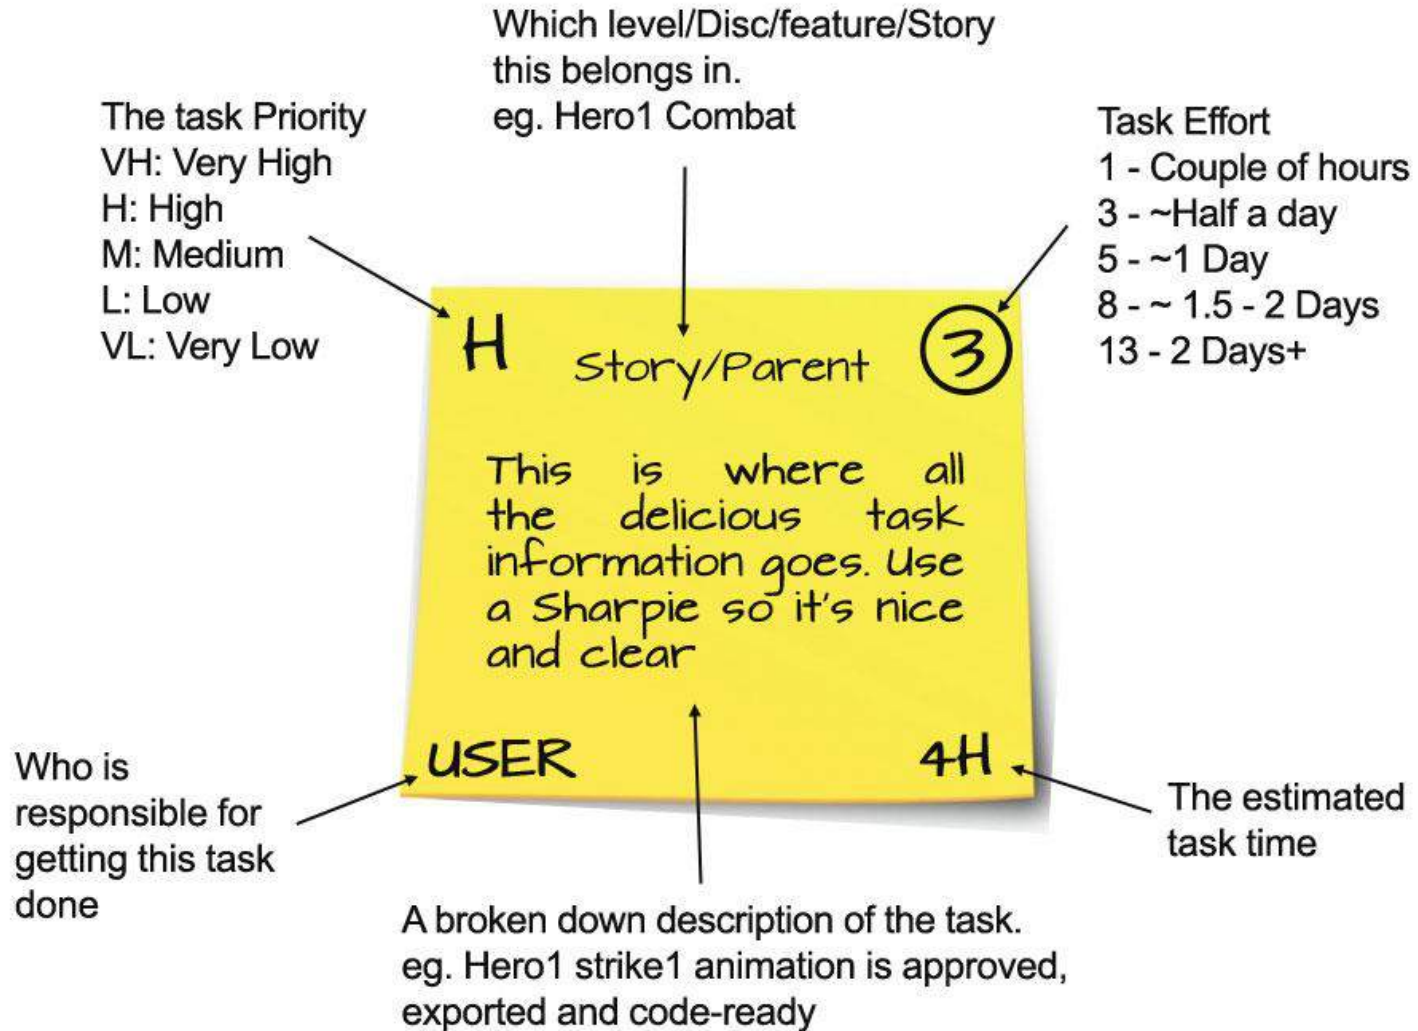 Which level/Disc/feature/Story
this belongs in.
eg. Hero1 Combat
The task Priority
VH: Very High
H: High
M: Medium
L: Low
VL: Very Low
Task Effort
1 - Couple of hours
3 - ~Half a day
5 - ~1 Day
8 - ~ 1.5 - 2 Days
13 - 2 Days+
H
Story/Parent
3
This is where all
the delicious task
information goes. Use
a Sharpie so it's nice
and clear
USER
4H
Who is
responsible for
getting this task
done
The estimated
task time
A broken down description of the task.
eg. Hero1 strike1 animation is approved,
exported and code-ready